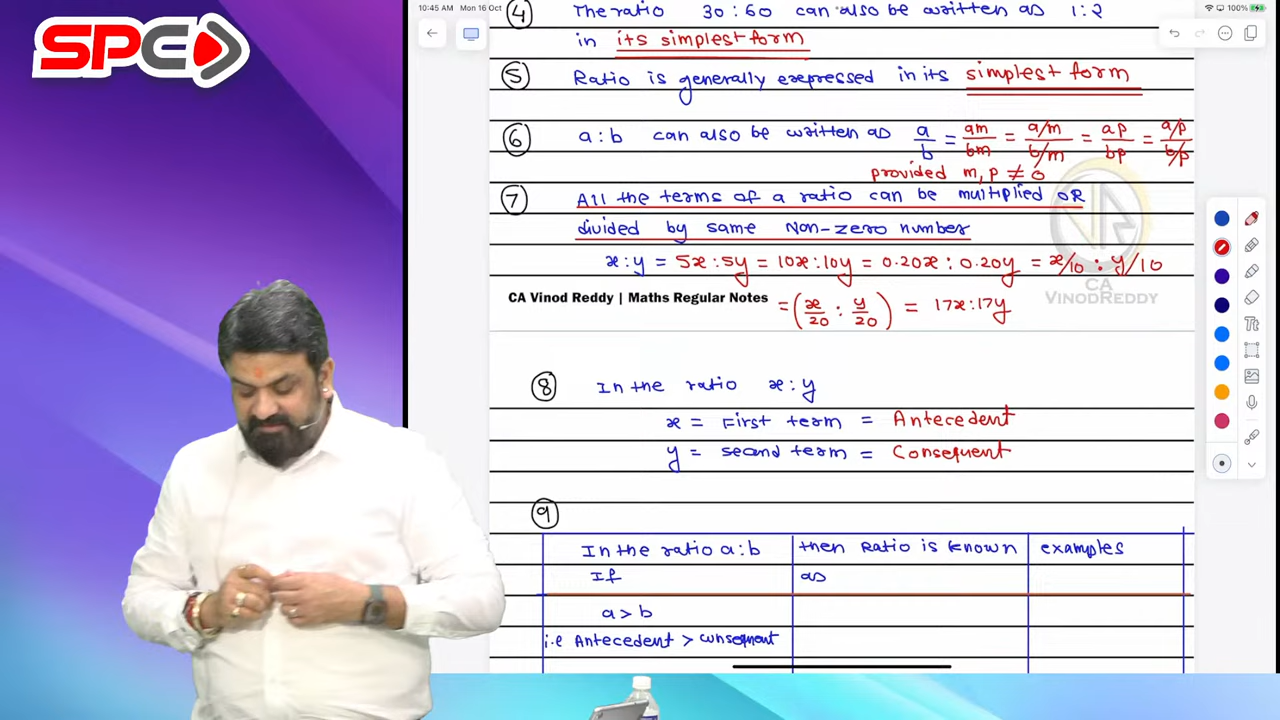 10:45 AM Mon 16 Oct
100%
SPC
④ The ratio 30 : 60 can also be written as 1 : 2
in its simplest form
⑤ Ratio is generally expressed in its simplest form
⑥ a : b can also be written as a/b = am/bm = (a/m)/(b/m) = ap/bp = (a/p)/(b/p)
provided m, p ≠ 0
⑦ All the terms of a ratio can be multiplied OR
divided by same Non-zero number
x : y = 5x : 5y = 10x : 10y = 0.20x : 0.20y = x/10 : y/10
CA Vinod Reddy | Maths Regular Notes
= (x/20 : y/20) = 17x : 17y
CA
VINODREDDY
⑧ In the ratio x : y
x = First term = Antecedent
y = second term = Consequent
⑨
In the ratio a : b then Ratio is known examples
If as
a > b
i.e Antecedent > Consequent
Tt